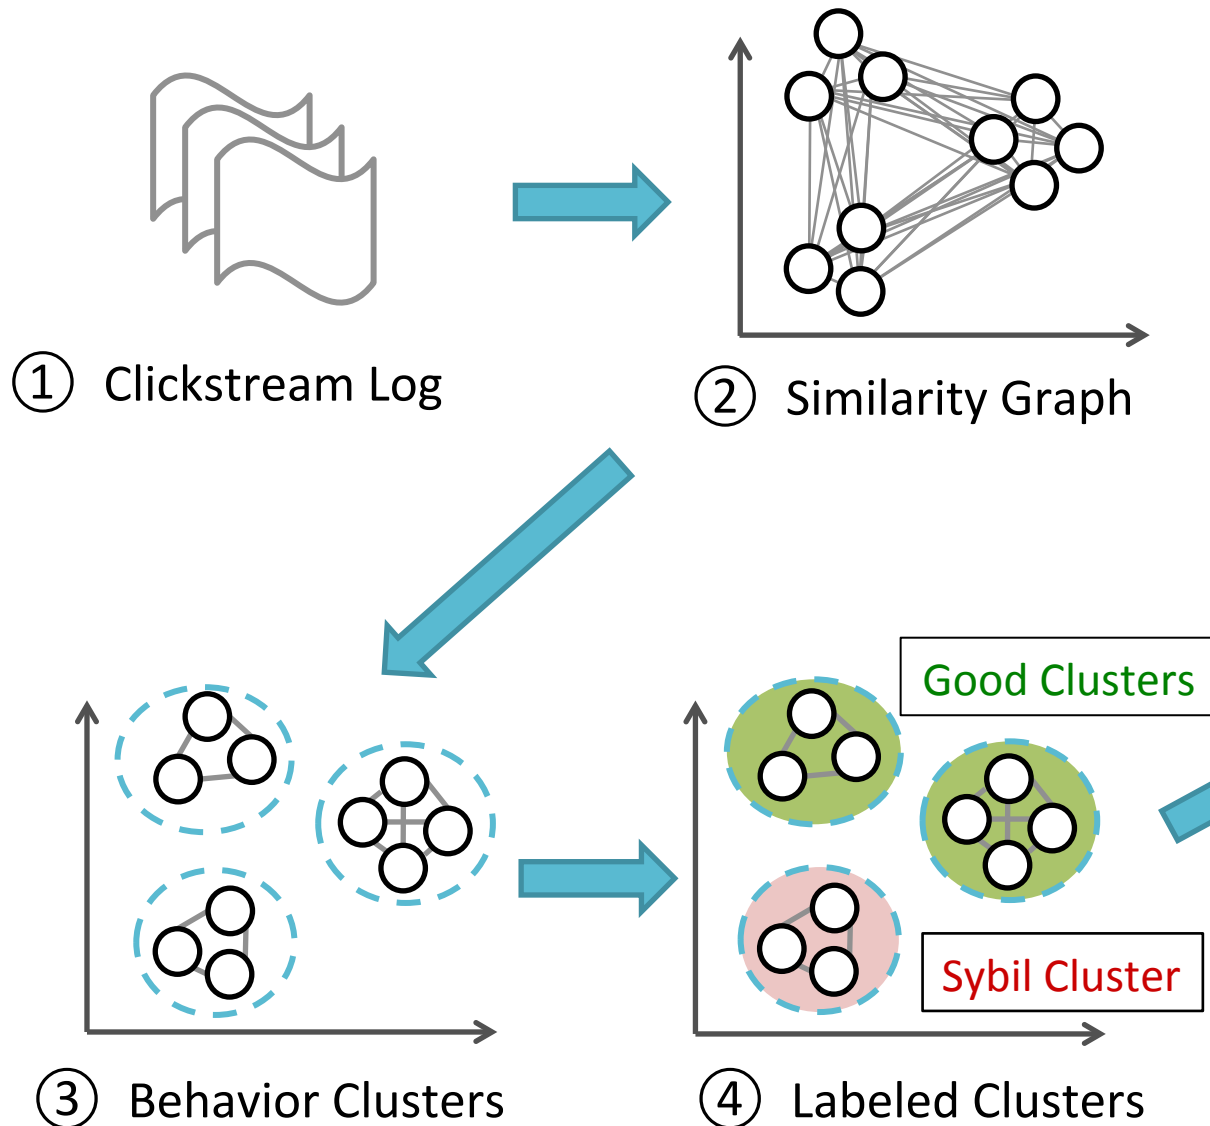 ① Clickstream Log
② Similarity Graph
Good Clusters
Sybil Cluster
③ Behavior Clusters
④ Labeled Clusters